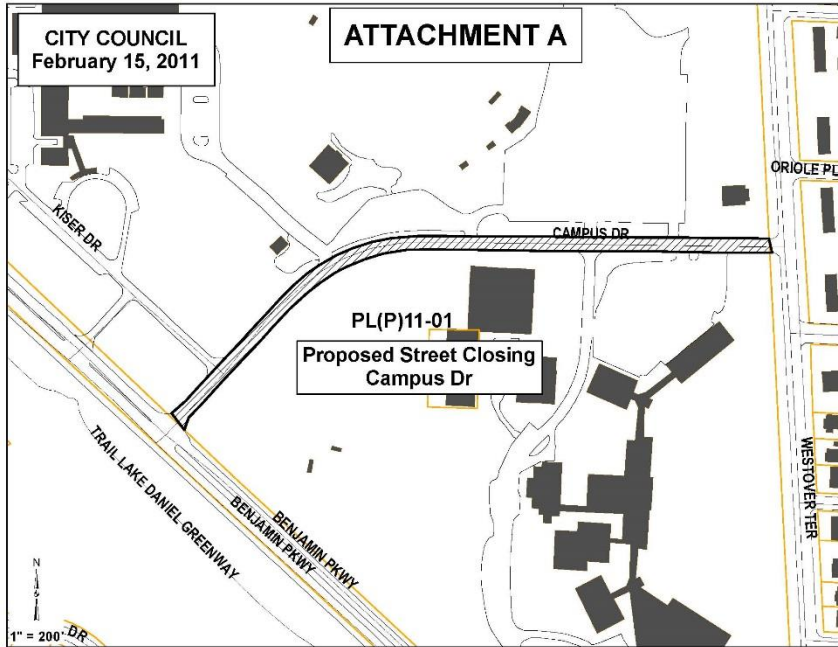 CITY COUNCIL
February 15, 2011
ATTACHMENT A
ORIOLE PL
KISER DR
CAMPUS DR
PL(P)11-01
Proposed Street Closing
Campus Dr
TRAIL LAKE DANIEL GREENWAY
BENJAMIN PKWY
BENJAMIN PKWY
WESTOVER TER
N
1" = 200'
DR